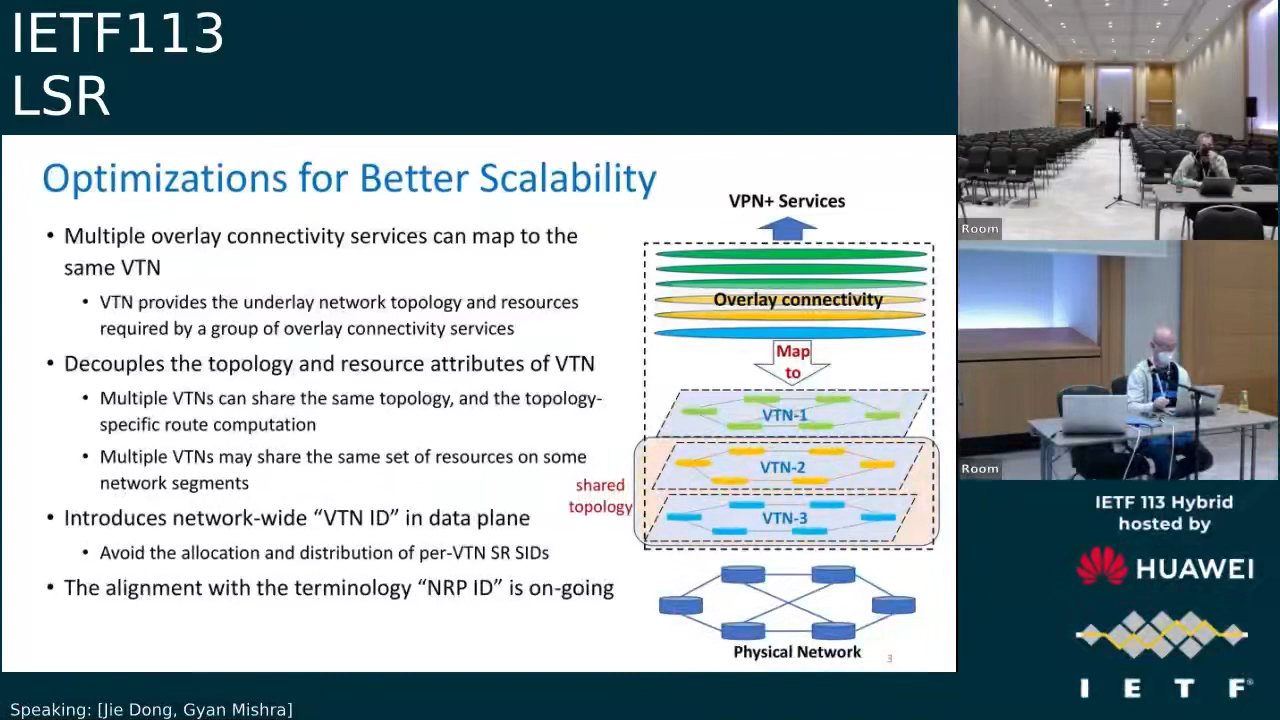 IETF113
LSR
Optimizations for Better Scalability
• Multiple overlay connectivity services can map to the
same VTN
• VTN provides the underlay network topology and resources
required by a group of overlay connectivity services
• Decouples the topology and resource attributes of VTN
• Multiple VTNs can share the same topology, and the topology-
specific route computation
• Multiple VTNs may share the same set of resources on some
network segments
• Introduces network-wide “VTN ID” in data plane
• Avoid the allocation and distribution of per-VTN SR SIDs
• The alignment with the terminology “NRP ID” is on-going
VPN+ Services
Overlay connectivity
Map
to
VTN-1
VTN-2
shared
topology
VTN-3
Physical Network
3
Room
Room
IETF 113 Hybrid
hosted by
HUAWEI
I E T F®
Speaking: [Jie Dong, Gyan Mishra]